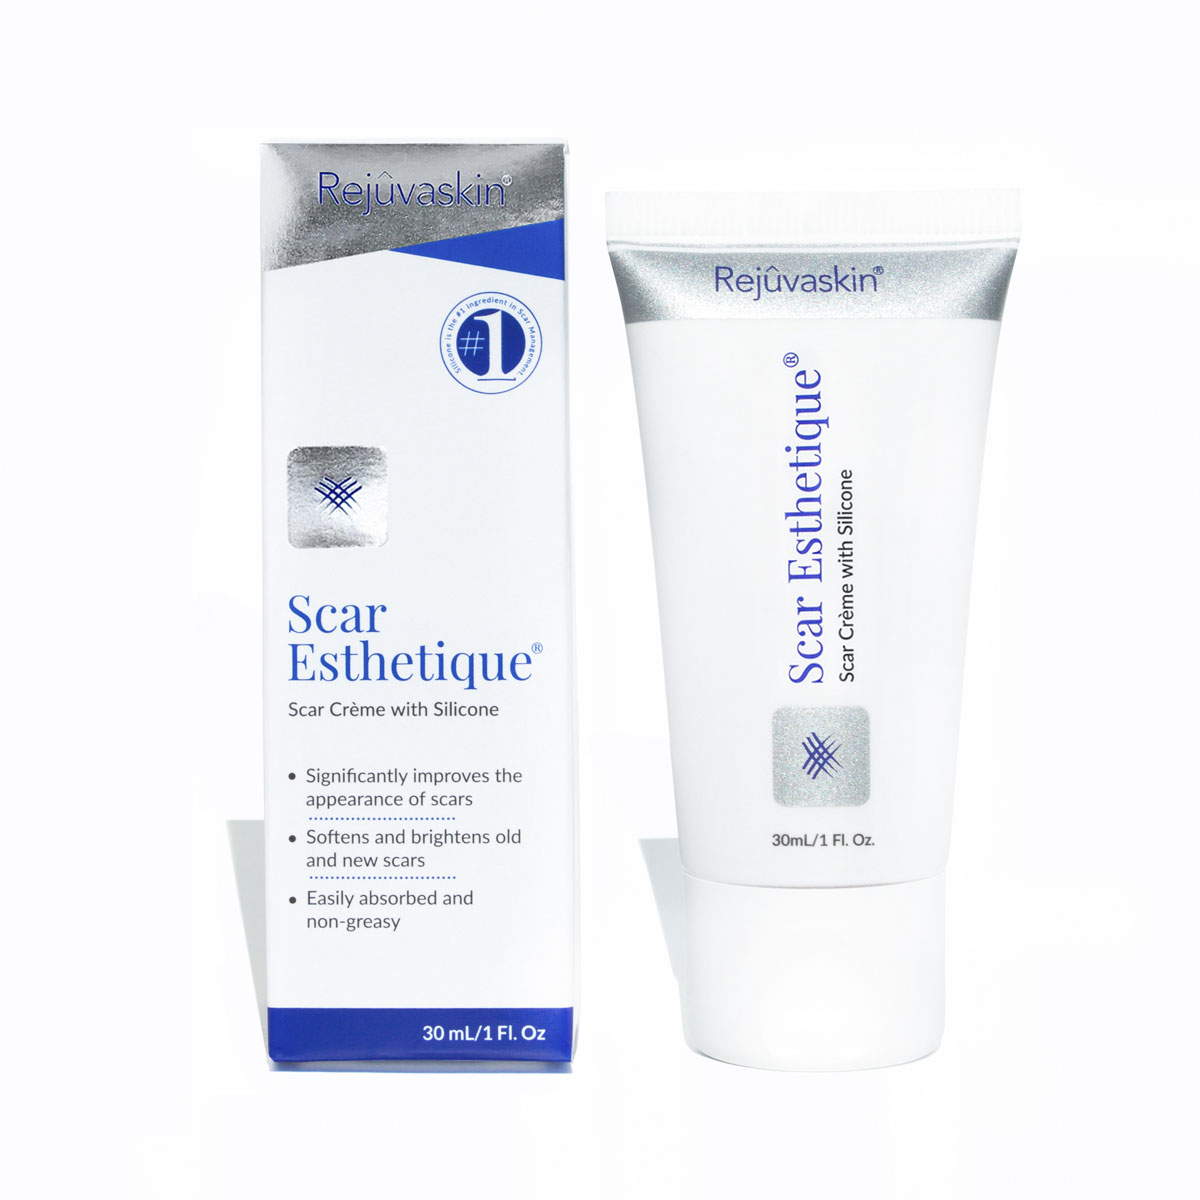 Rejûvaskin®
Silicone is the #1 Ingredient in Scar Management
#1
Scar
Esthetique®
Scar Crème with Silicone
• Significantly improves the
appearance of scars
• Softens and brightens old
and new scars
• Easily absorbed and
non-greasy
30 mL/1 Fl. Oz
Rejûvaskin®
Scar Esthetique®
Scar Crème with Silicone
30mL/1 Fl. Oz.